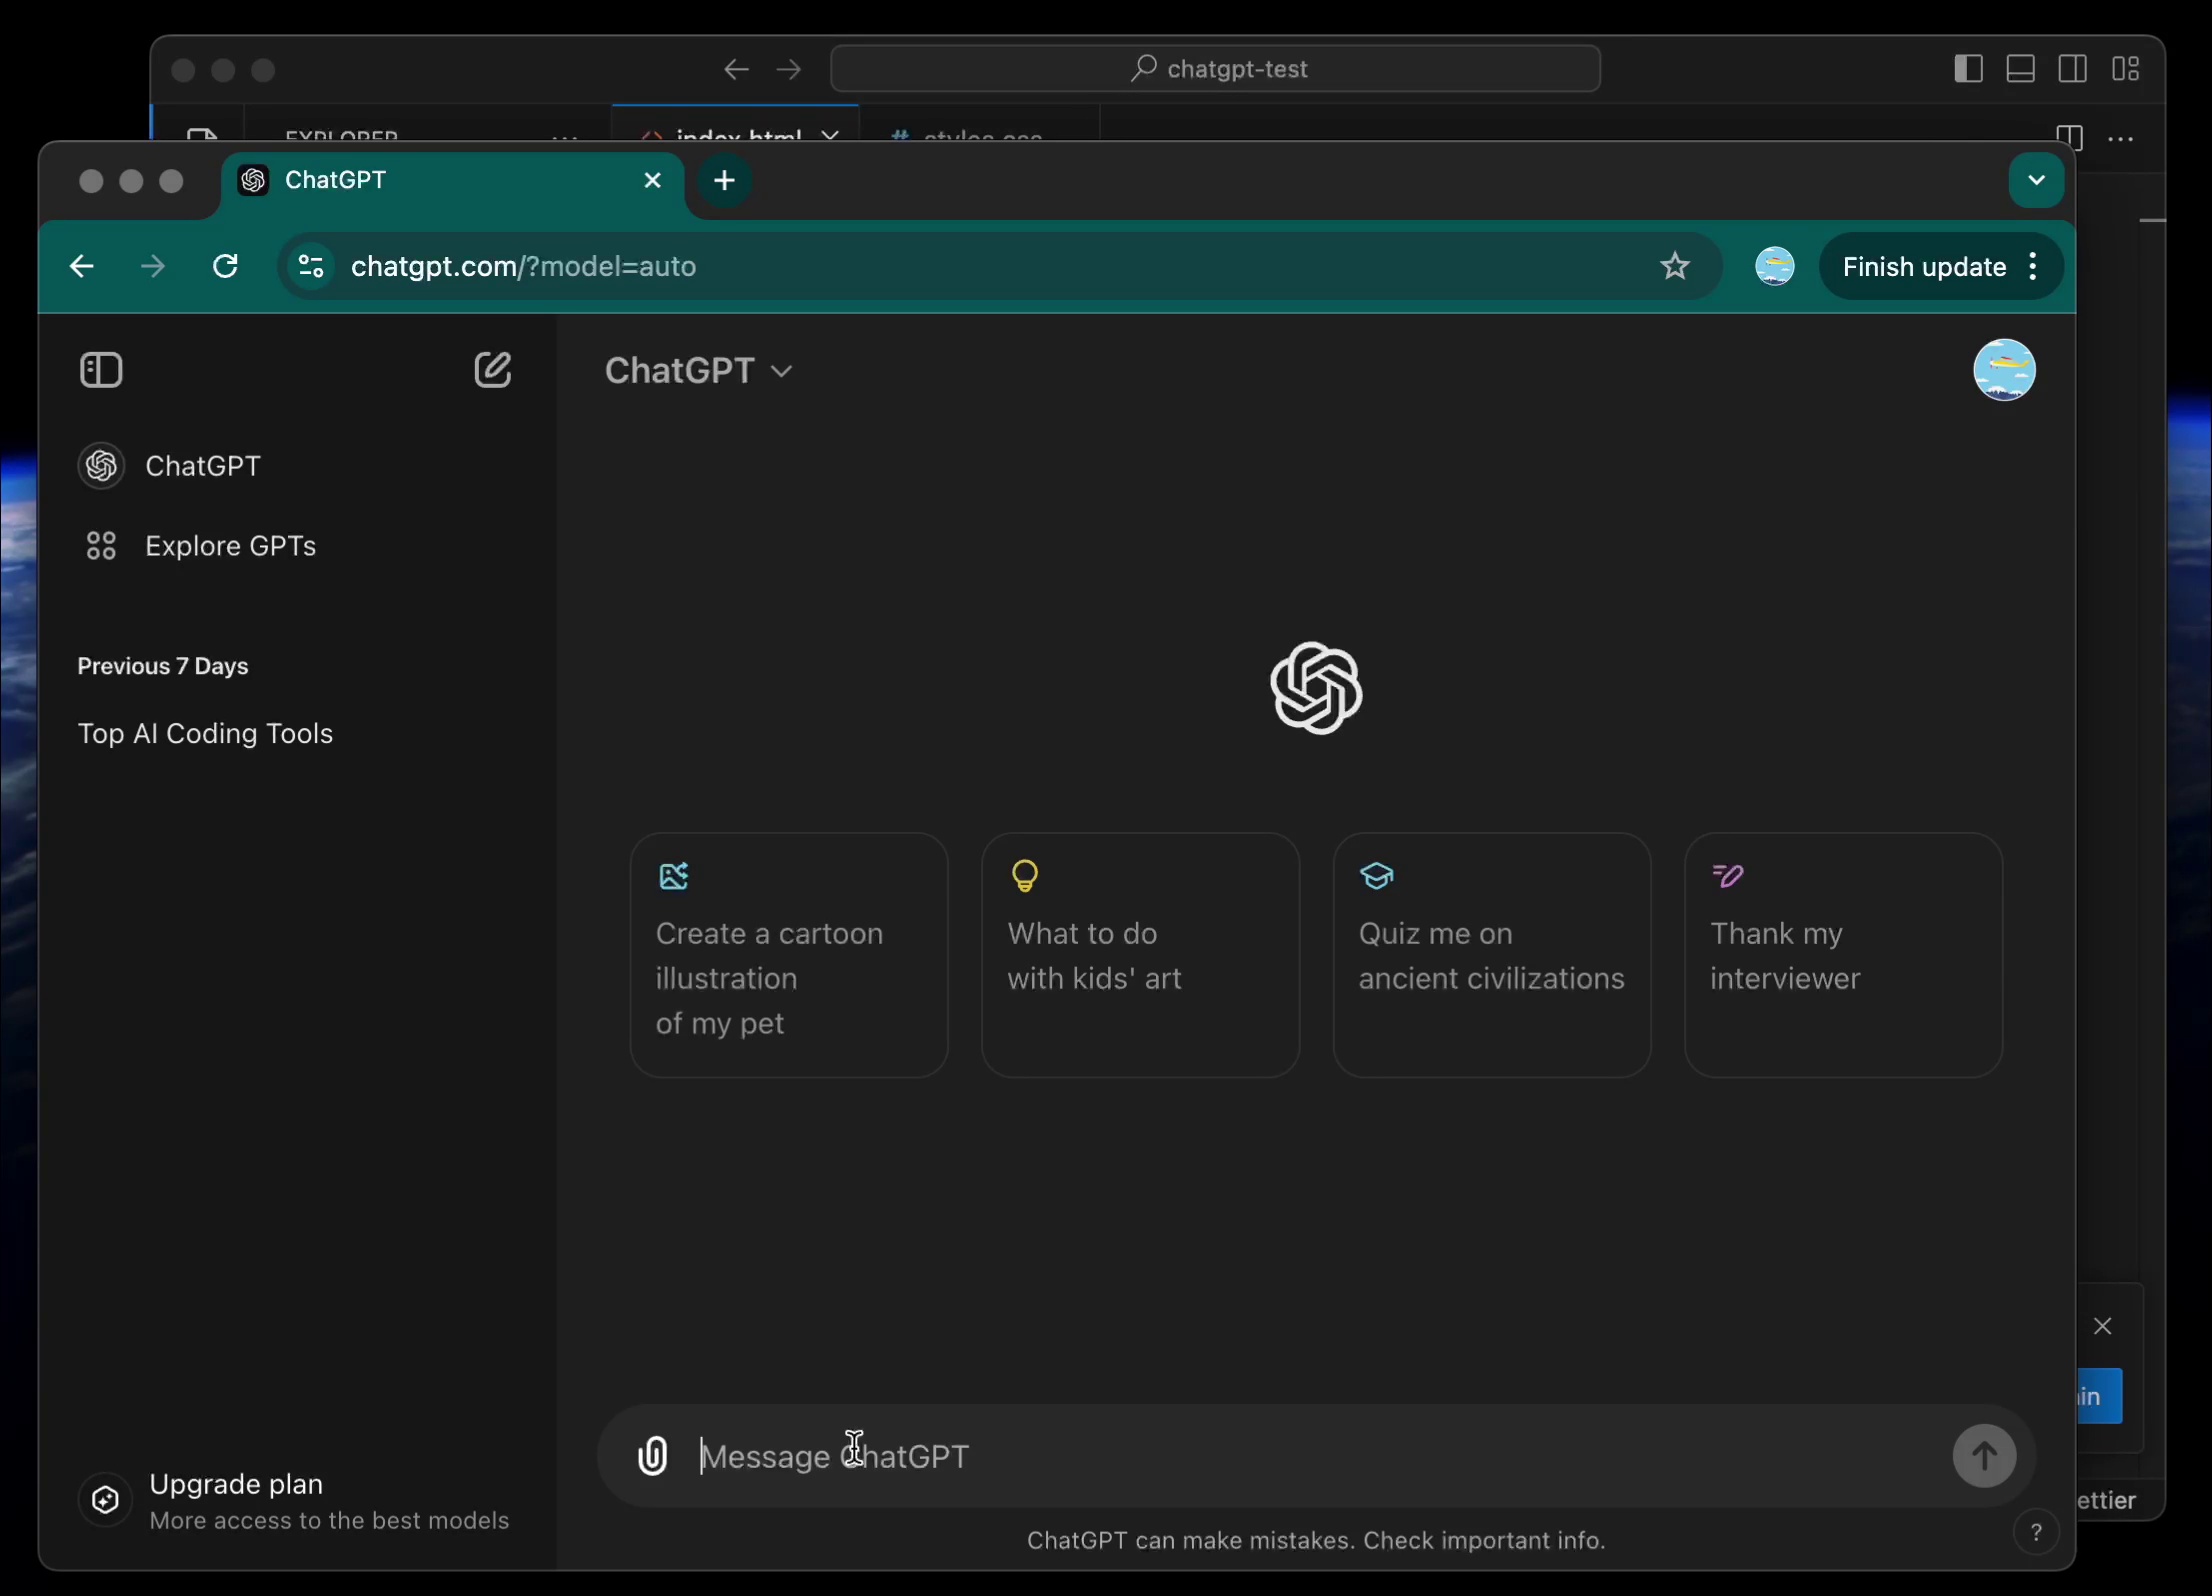 chatgpt-test
EXPLORER
index.html
# styles.css
ChatGPT
chatgpt.com/?model=auto
Finish update
ChatGPT
ChatGPT
Explore GPTs
Previous 7 Days
Top AI Coding Tools
Create a cartoon
illustration
of my pet
What to do
with kids' art
Quiz me on
ancient civilizations
Thank my
interviewer
in
Message ChatGPT
Upgrade plan
More access to the best models
ettier
ChatGPT can make mistakes. Check important info.
?